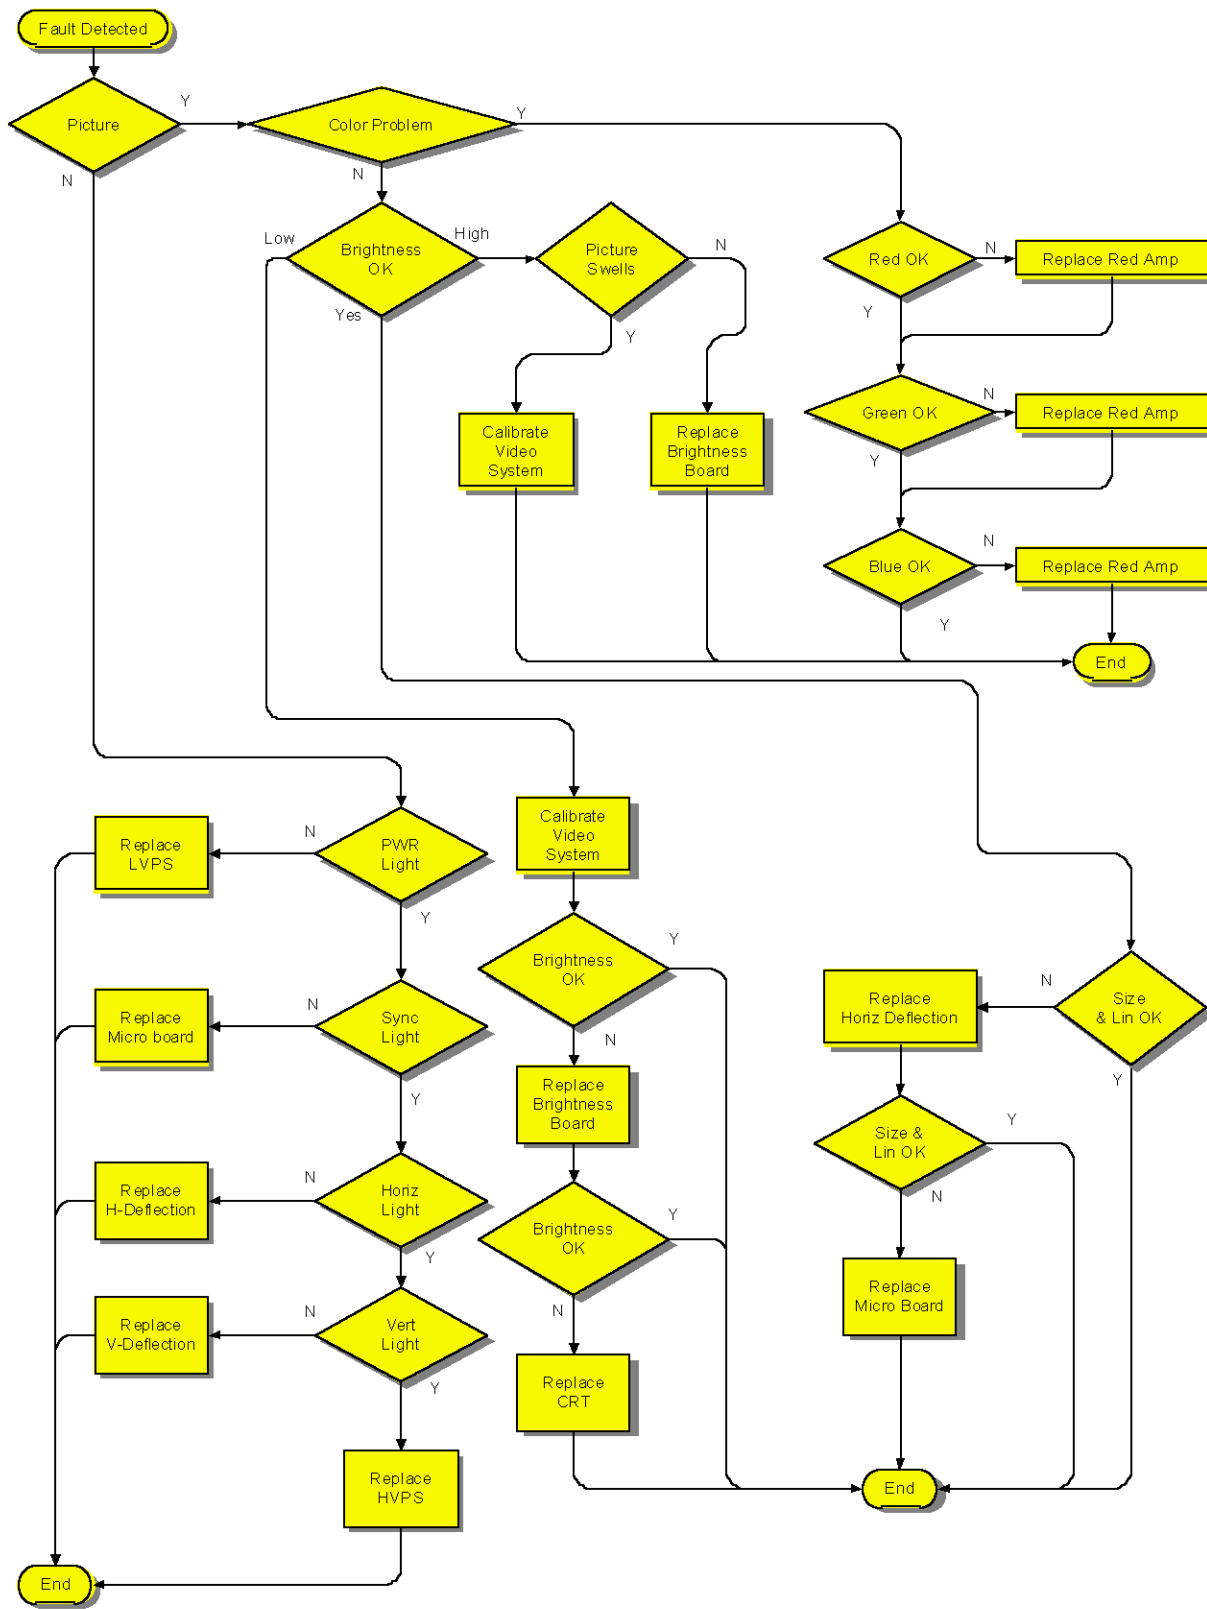 Fault Detected
Picture
Y
Color Problem
Y
N
N
Low
Brightness
OK
High
Yes
Picture
Swells
N
Y
Red OK
N
Replace Red Amp
Y
Calibrate
Video
System
Replace
Brightness
Board
Green OK
N
Replace Red Amp
Y
Blue OK
N
Replace Red Amp
Y
End
Replace
LVPS
N
PWR
Light
Y
Calibrate
Video
System
Replace
Micro board
N
Sync
Light
Y
Brightness
OK
Y
N
Replace
Brightness
Board
Replace
Horiz Deflection
N
Size
& Lin OK
Y
Size &
Lin OK
Y
N
Replace
H-Deflection
N
Horiz
Light
Y
Brightness
OK
Y
N
Replace
Micro Board
Replace
V-Deflection
N
Vert
Light
Y
Replace
CRT
Replace
HVPS
End
End